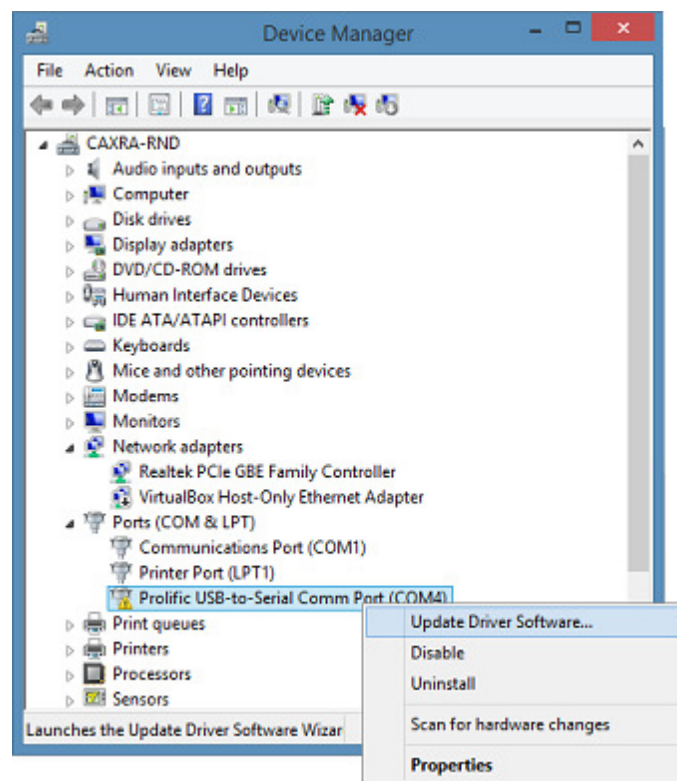 Device Manager
File Action View Help
CAXRA-RND
Audio inputs and outputs
Computer
Disk drives
Display adapters
DVD/CD-ROM drives
Human Interface Devices
IDE ATA/ATAPI controllers
Keyboards
Mice and other pointing devices
Modems
Monitors
Network adapters
Realtek PCIe GBE Family Controller
VirtualBox Host-Only Ethernet Adapter
Ports (COM & LPT)
Communications Port (COM1)
Printer Port (LPT1)
Prolific USB-to-Serial Comm Port (COM4)
Print queues
Printers
Processors
Sensors
Launches the Update Driver Software Wizar
Update Driver Software...
Disable
Uninstall
Scan for hardware changes
Properties